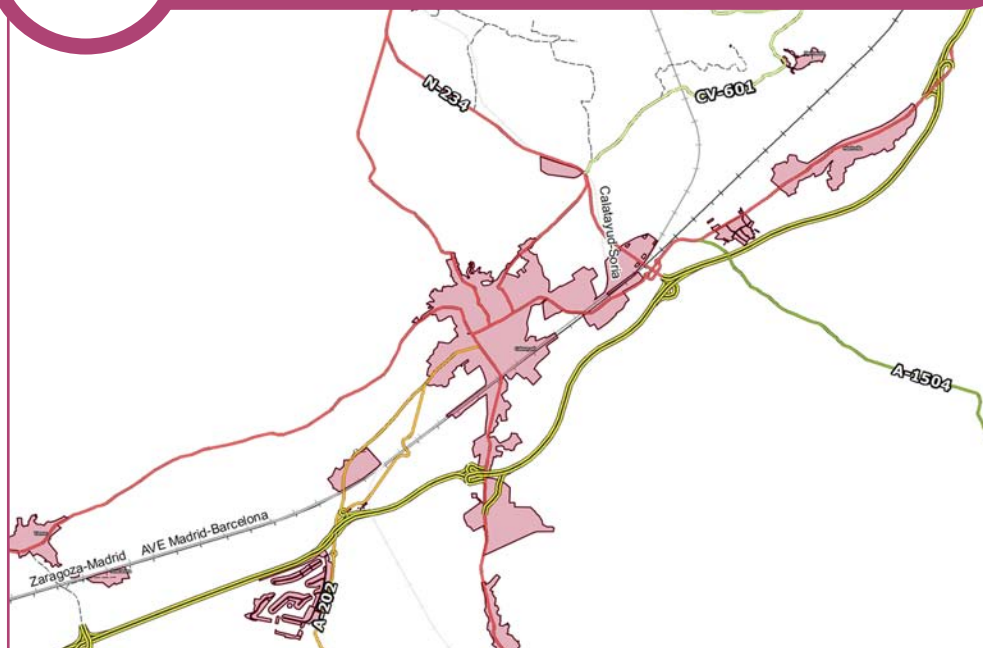 N-234
CV-601
Calatayud-Soria
A-1504
AVE Madrid-Barcelona
Zaragoza-Madrid
A-202